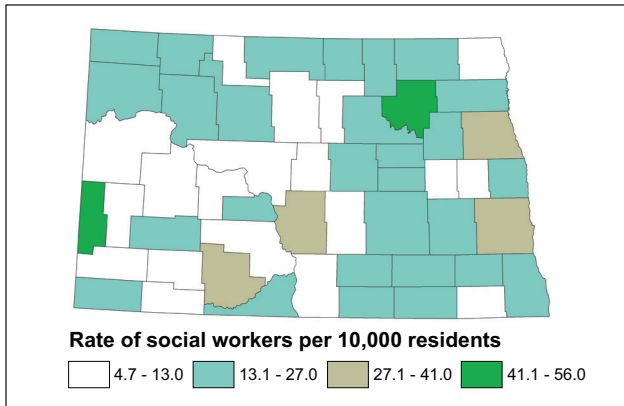 Rate of social workers per 10,000 residents
4.7 - 13.0 13.1 - 27.0 27.1 - 41.0 41.1 - 56.0